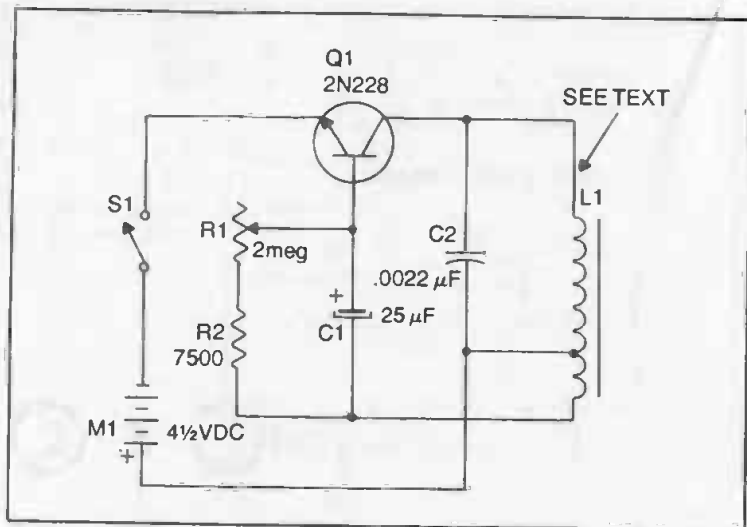 Q1
2N228
SEE TEXT
S1
R1
2meg
L1
C2
.0022 µF
+
25 µF
C1
R2
7500
M1
4½VDC
+